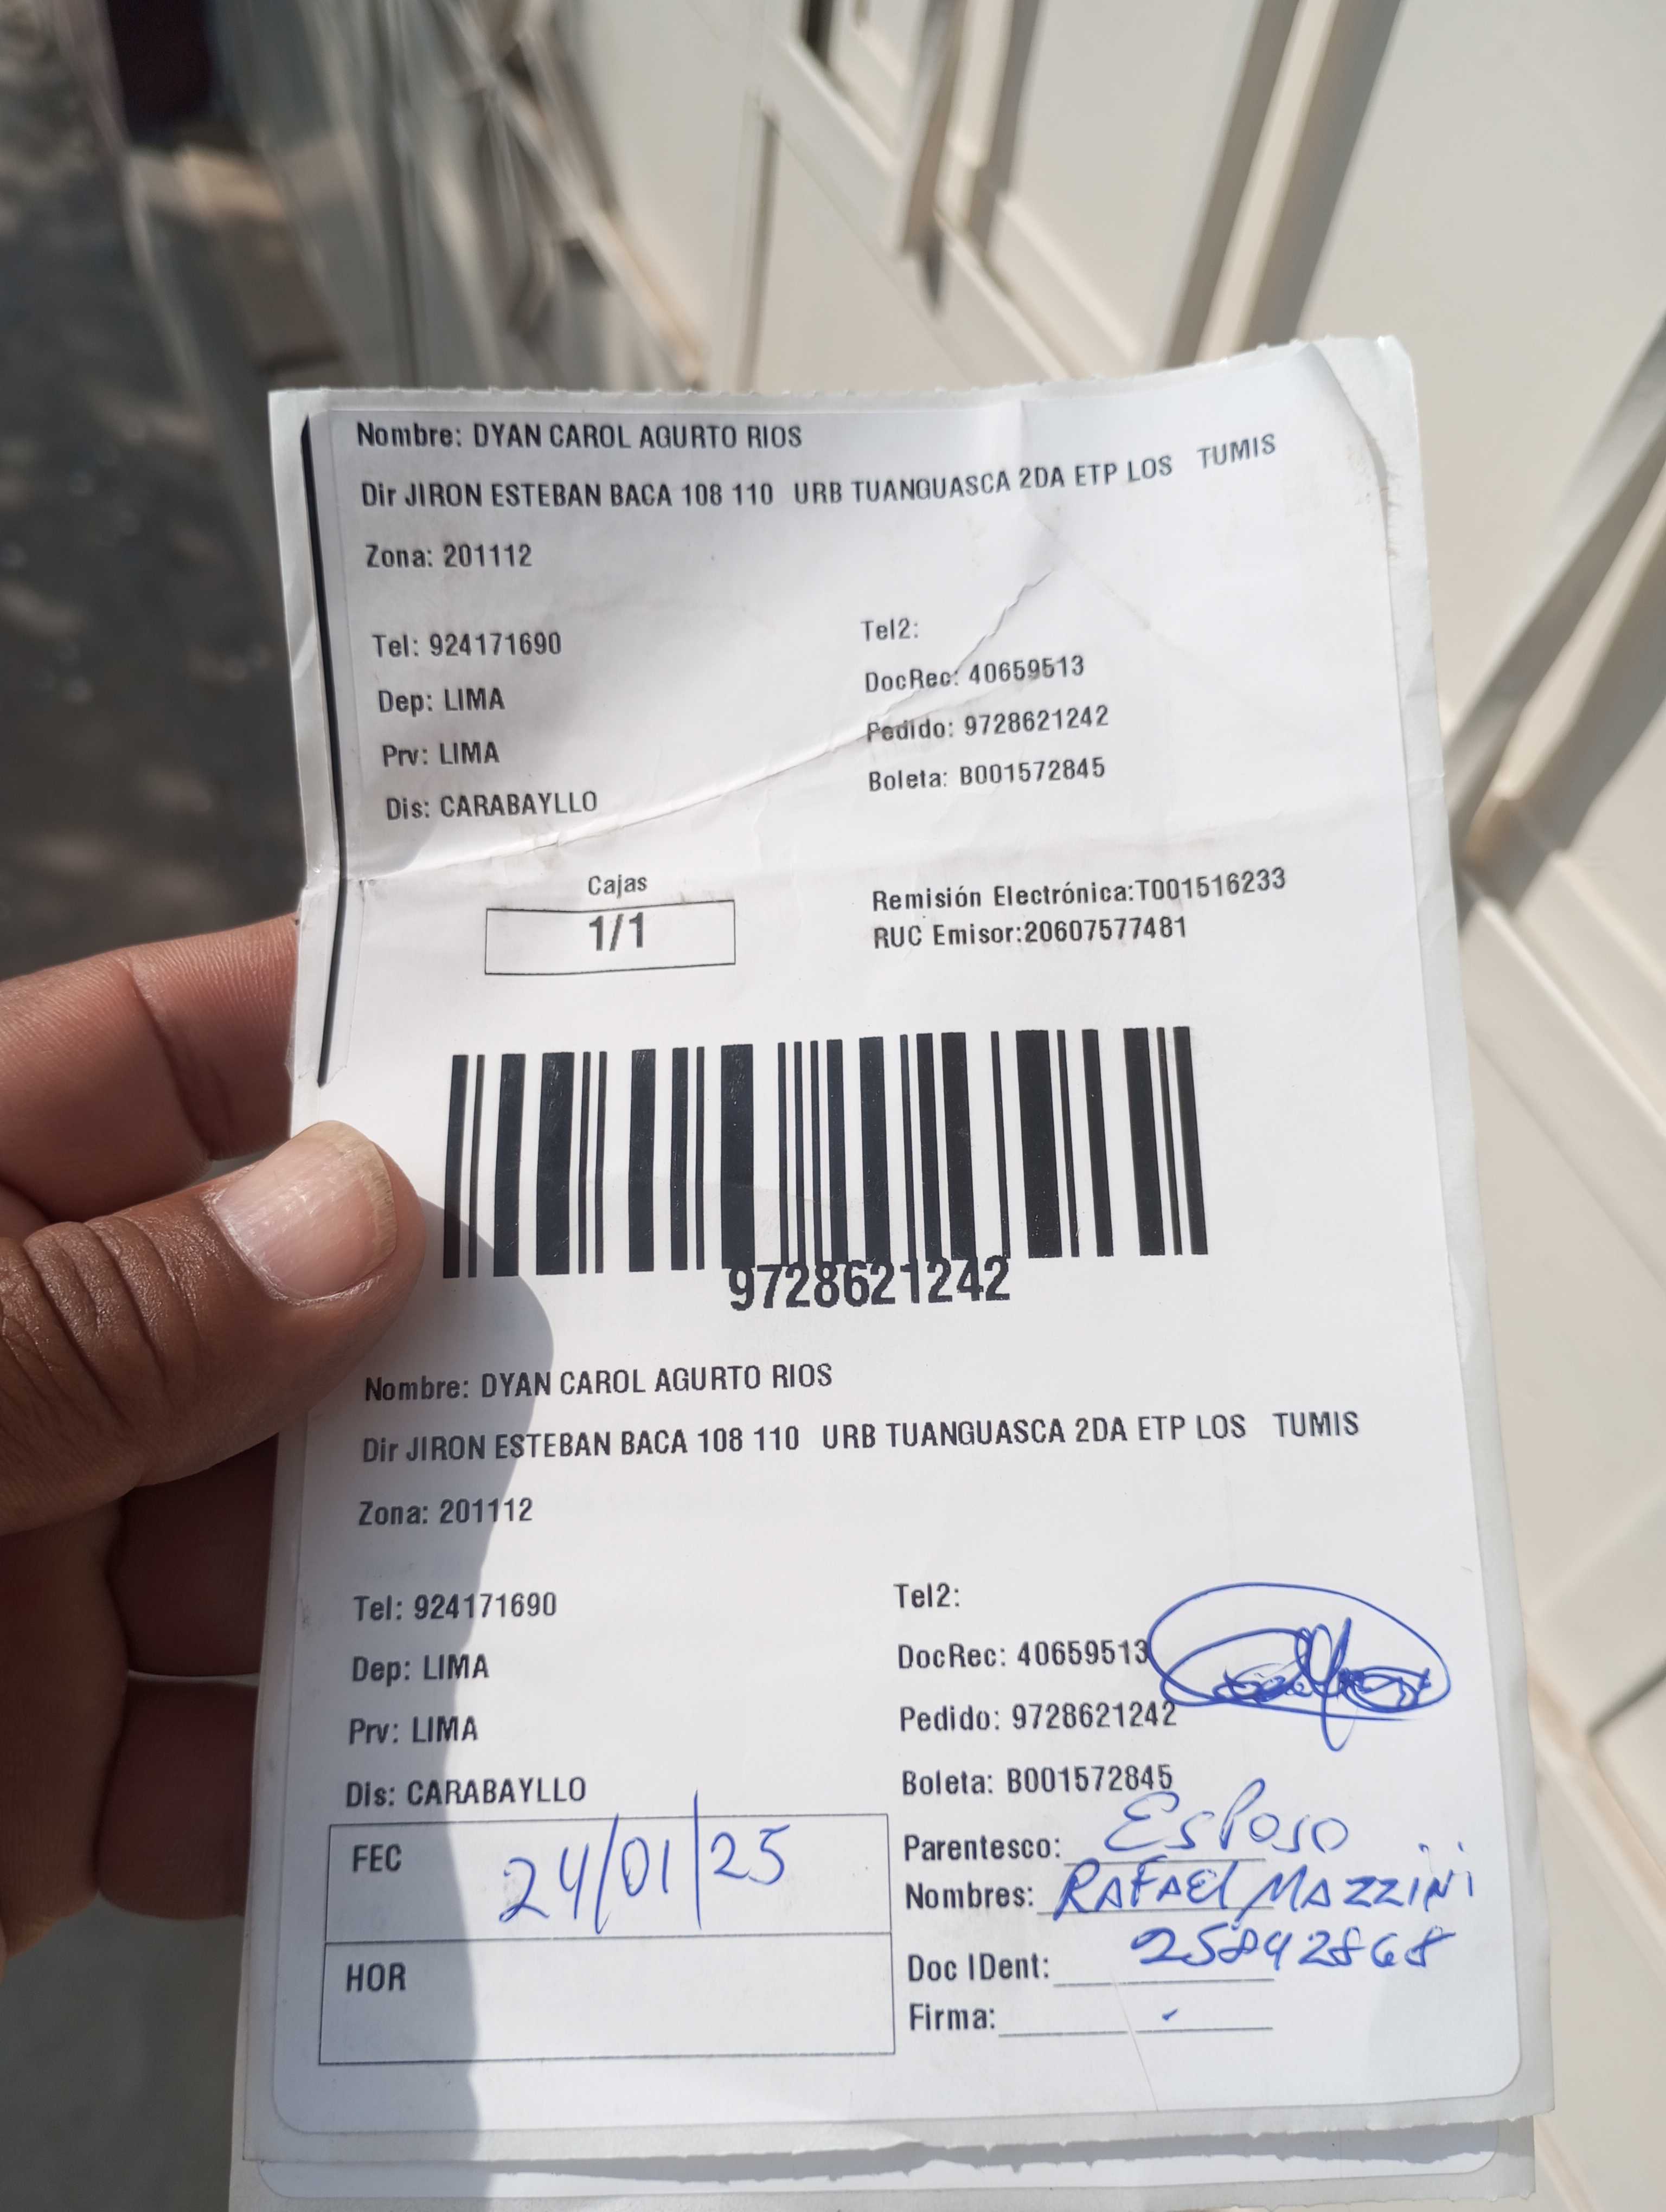 Nombre: DYAN CAROL AGURTO RIOS
Dir JIRON ESTEBAN BACA 108 110 URB TUANGUASCA 2DA ETP LOS TUMIS
Zona: 201112
Tel: 924171690
Tel2:
Dep: LIMA
DocRec: 40659513
Prv: LIMA
Pedido: 9728621242
Dis: CARABAYLLO
Boleta: B001572845
Cajas
1/1
Remisión Electrónica:T001516233
RUC Emisor:20607577481
9728621242
Nombre: DYAN CAROL AGURTO RIOS
Dir JIRON ESTEBAN BACA 108 110 URB TUANGUASCA 2DA ETP LOS TUMIS
Zona: 201112
Tel: 924171690
Tel2:
Dep: LIMA
DocRec: 40659513
Prv: LIMA
Pedido: 9728621242
Dis: CARABAYLLO
Boleta: B001572845
FEC 24/01/25
HOR
Parentesco: Esposo
Nombres: RAFAEl MAZZINi
Doc IDent: 25842868
Firma: